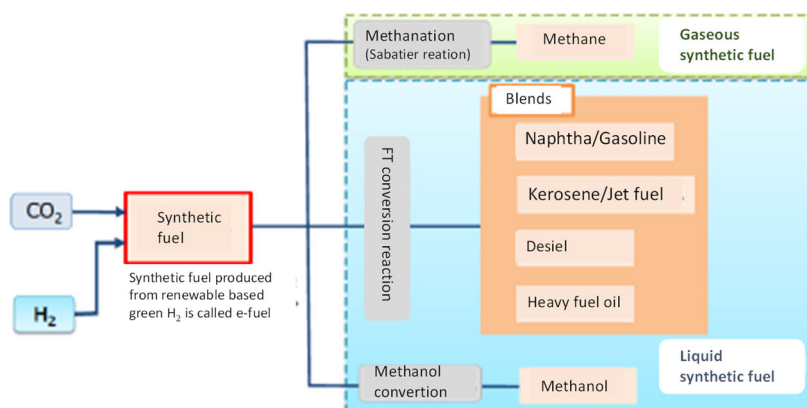 Methanation
(Sabatier reation)
Methane
Gaseous
synthetic fuel
Blends
Naphtha/Gasoline
Kerosene/Jet fuel
Desiel
Heavy fuel oil
FT conversion reaction
CO₂
H₂
Synthetic
fuel
Synthetic fuel produced
from renewable based
green H₂ is called e-fuel
Methanol
convertion
Methanol
Liquid
synthetic fuel